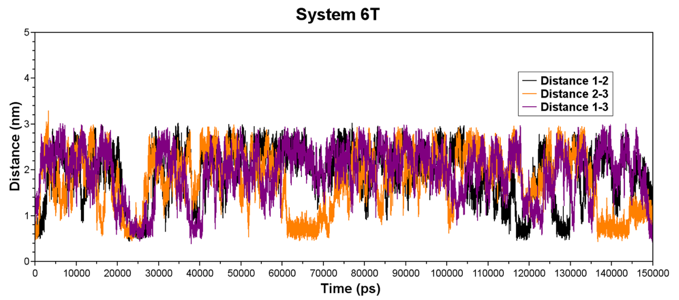 System 6T
5
4
3
2
1
0
Distance (nm)
Distance 1-2
Distance 2-3
Distance 1-3
0 10000 20000 30000 40000 50000 60000 70000 80000 90000 100000 110000 120000 130000 140000 150000
Time (ps)